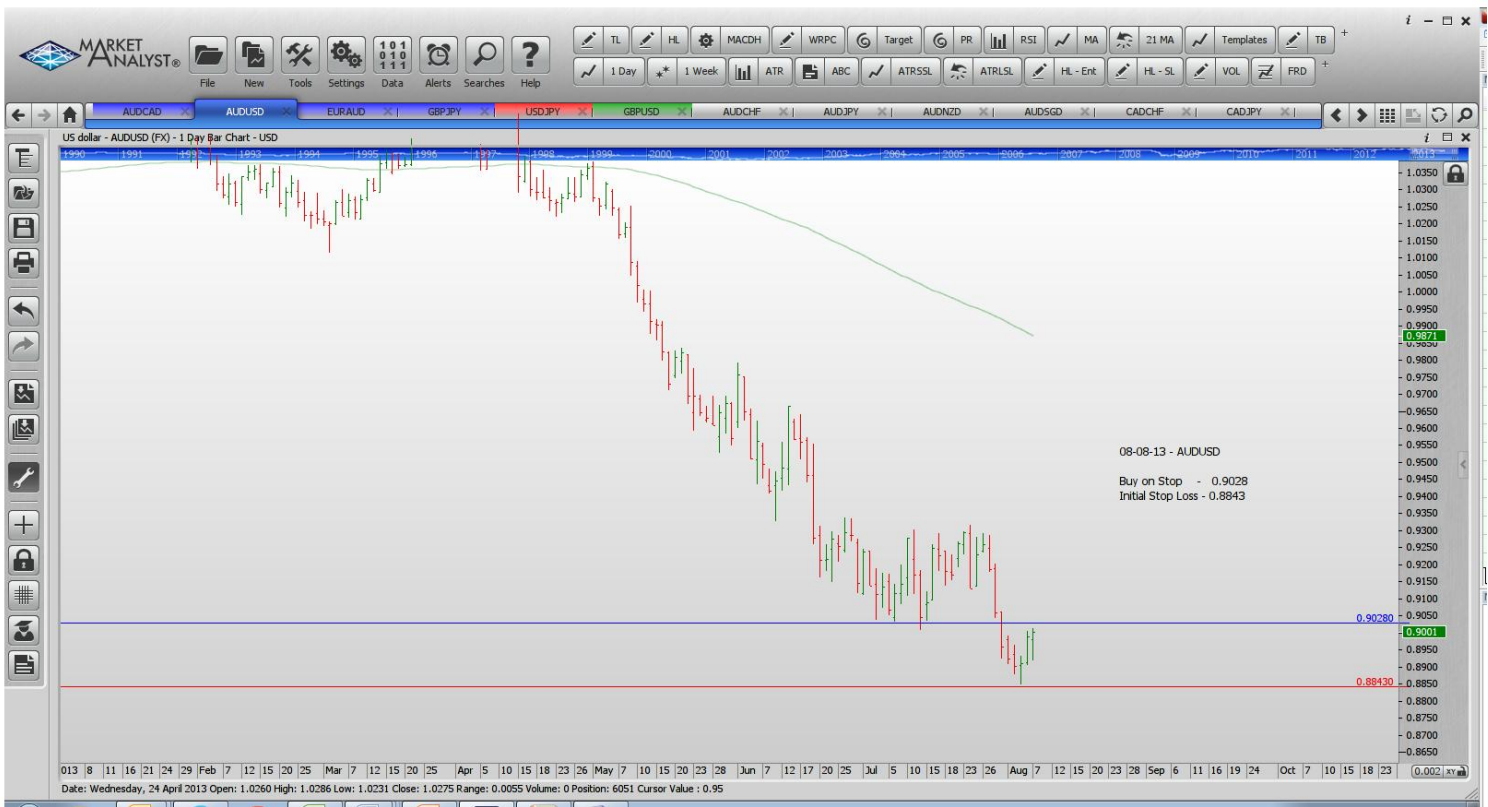 i
MARKET
ANALYST®
101
010
111
?
File New Tools Settings Data Alerts Searches Help
TL HL MACDH WRPC Target PR RSI MA 21 MA Templates TB +
1 Day 1 Week ATR ABC ATRSSL ATRLSL HL - Ent HL - SL VOL FRD +
AUDCAD AUDUSD EURAUD GBPJPY USDJPY GBPUSD AUDCHF AUDJPY AUDNZD AUDSGD CADCHF CADJPY
US dollar - AUDUSD (FX) - 1 Day Bar Chart - USD
i
1990 1991 1992 1993 1994 1995 1996 1997 1998 1999 2000 2001 2002 2003 2004 2005 2006 2007 2008 2009 2010 2011 2012 2013
1.0350
1.0300
1.0250
1.0200
1.0150
1.0100
1.0050
1.0000
0.9950
0.9900
0.9871
0.9850
0.9800
0.9750
0.9700
0.9650
0.9600
0.9550
0.9500
0.9450
0.9400
0.9350
0.9300
0.9250
0.9200
0.9150
0.9100
0.9050
0.9001
0.8950
0.8900
0.8850
0.8800
0.8750
0.8700
0.8650
08-08-13 - AUDUSD
Buy on Stop - 0.9028
Initial Stop Loss - 0.8843
0.90280
0.88430
013 8 11 16 21 24 29 Feb 7 12 15 20 25 Mar 7 12 15 20 25 Apr 5 10 15 18 23 26 May 7 10 15 20 23 28 Jun 7 12 17 20 25 Jul 5 10 15 18 23 26 Aug 7 12 15 20 23 28 Sep 6 11 16 19 24 Oct 7 10 15 18 23 0.002 XY
Date: Wednesday, 24 April 2013 Open: 1.0260 High: 1.0286 Low: 1.0231 Close: 1.0275 Range: 0.0055 Volume: 0 Position: 6051 Cursor Value : 0.95